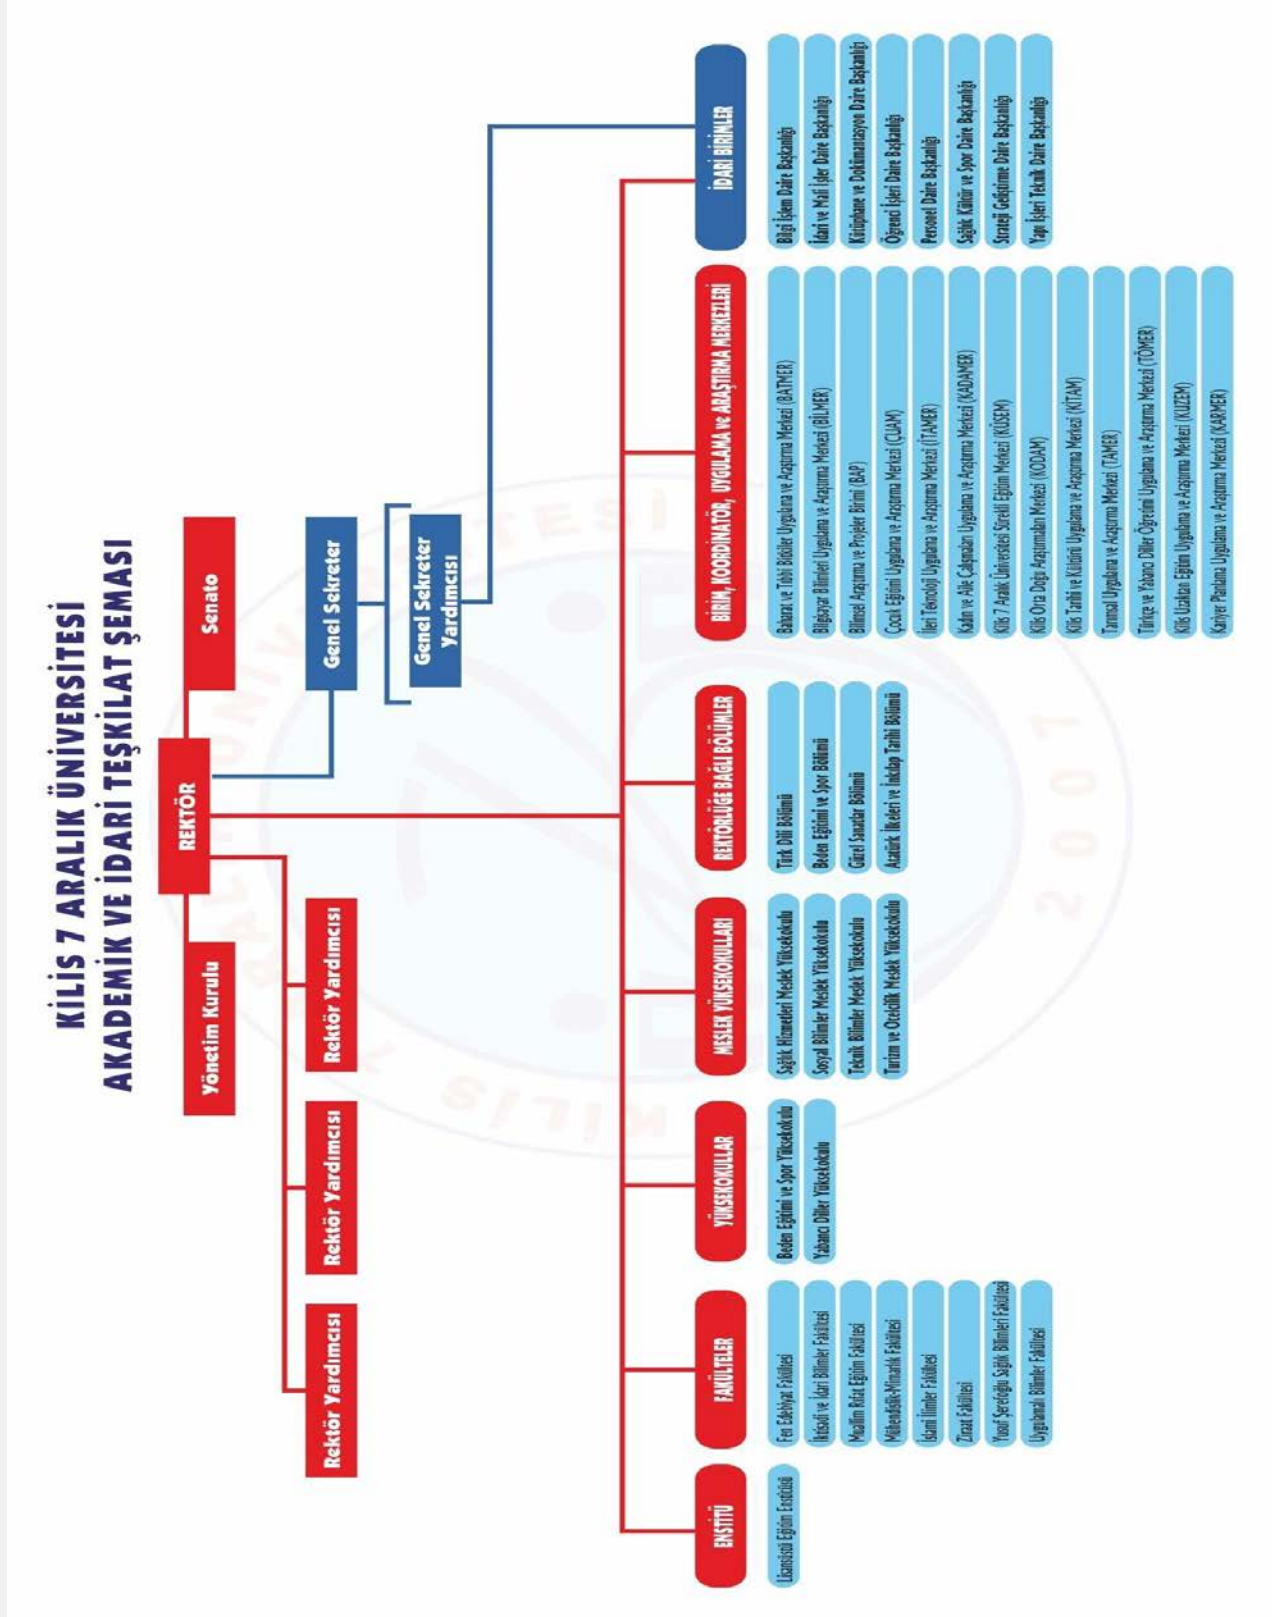 KİLİS 7 ARALIK ÜNİVERSİTESİ
AKADEMİK VE İDARİ TEŞKİLAT ŞEMASI
REKTÖR
Yönetim Kurulu
Senato
Rektör Yardımcısı
Rektör Yardımcısı
Rektör Yardımcısı
Genel Sekreter
Genel Sekreter
Yardımcısı
ENSTİTÜ
Lisansüstü Eğitim Enstitüsü
FAKÜLTELER
Fen Edebiyat Fakültesi
İktisadi ve İdari Bilimler Fakültesi
Muallim Rıfat Eğitim Fakültesi
Mühendislik-Mimarlık Fakültesi
İslami İlimler Fakültesi
Ziraat Fakültesi
Yusuf Şerefoğlu Sağlık Bilimleri Fakültesi
Uygulamalı Bilimler Fakültesi
YÜKSEKOKULLAR
Beden Eğitimi ve Spor Yüksekokulu
Yabancı Diller Yüksekokulu
MESLEK YÜKSEKOKULLARI
Sağlık Hizmetleri Meslek Yüksekokulu
Sosyal Bilimler Meslek Yüksekokulu
Teknik Bilimler Meslek Yüksekokulu
Turizm ve Otelcilik Meslek Yüksekokulu
REKTÖRLÜĞE BAĞLI BÖLÜMLER
Türk Dili Bölümü
Beden Eğitimi ve Spor Bölümü
Güzel Sanatlar Bölümü
Atatürk İlkeleri ve İnkılap Tarihi Bölümü
BİRİM, KOORDİNATÖR, UYGULAMA ve ARAŞTIRMA MERKEZLERİ
Baharat ve Tıbbi Bitkiler Uygulama ve Araştırma Merkezi (BATMER)
Bilgisayar Bilimleri Uygulama ve Araştırma Merkezi (BİLMER)
Bilimsel Araştırma ve Projeler Birimi (BAP)
Çocuk Eğitimi Uygulama ve Araştırma Merkezi (ÇUAM)
İleri Teknoloji Uygulama ve Araştırma Merkezi (İTAMER)
Kadın ve Aile Çalışmaları Uygulama ve Araştırma Merkezi (KADAMER)
Kilis 7 Aralık Üniversitesi Sürekli Eğitim Merkezi (KÜSEM)
Kilis Orta Doğu Araştırmaları Merkezi (KODAM)
Kilis Tarihi ve Kültürü Uygulama ve Araştırma Merkezi (KİTAM)
Tarımsal Uygulama ve Araştırma Merkezi (TAMER)
Türkçe ve Yabancı Diller Öğretimi Uygulama ve Araştırma Merkezi (TÖMER)
Kilis Uzaktan Eğitim Uygulama ve Araştırma Merkezi (KUZEM)
Kariyer Planlama Uygulama ve Araştırma Merkezi (KARMER)
İDARİ BİRİMLER
Bilgi İşlem Daire Başkanlığı
İdari ve Mali İşler Daire Başkanlığı
Kütüphane ve Dokümantasyon Daire Başkanlığı
Öğrenci İşleri Daire Başkanlığı
Personel Daire Başkanlığı
Sağlık Kültür ve Spor Daire Başkanlığı
Strateji Geliştirme Daire Başkanlığı
Yapı İşleri Teknik Daire Başkanlığı
KİLİS 7 ARALIK ÜNİVERSİTESİ
2007